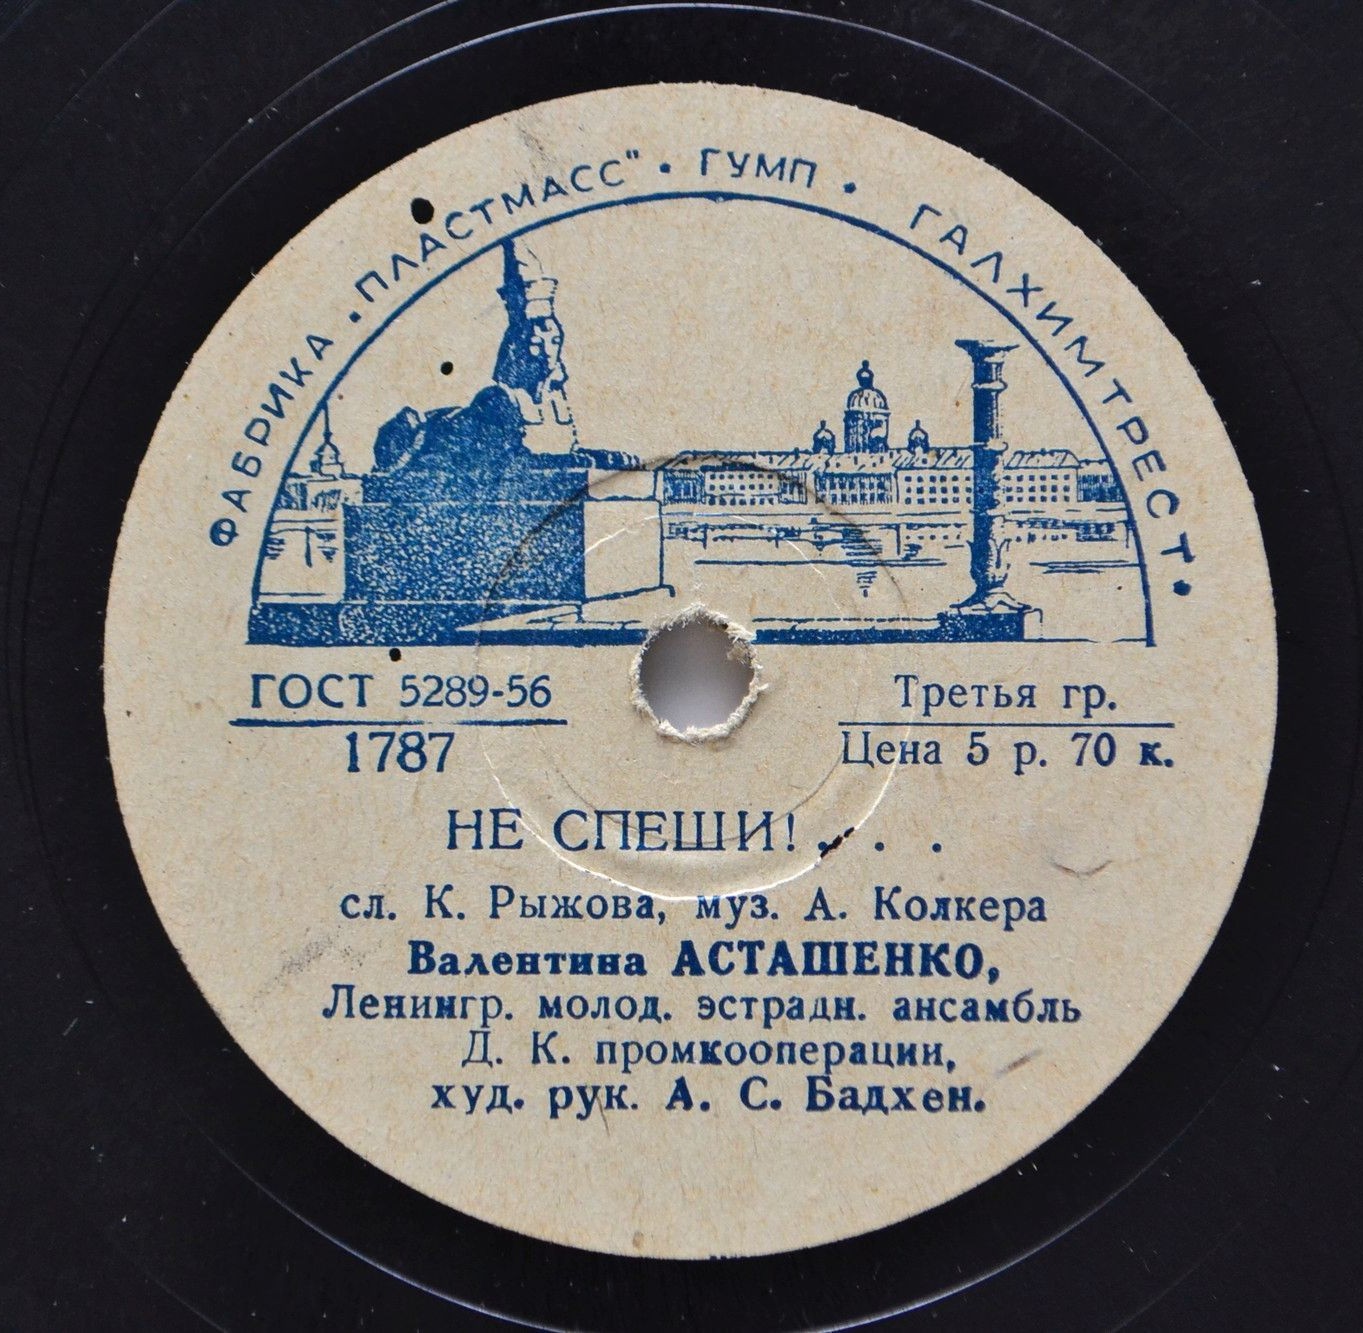 ФАБРИКА „ПЛАСТМАСС" • ГУМП • ГАЛХИМТРЕСТ •
ГОСТ 5289-56
1787
Третья гр.
Цена 5 р. 70 к.
НЕ СПЕШИ! . . .
сл. К. Рыжова, муз. А. Колкера
Валентина АСТАШЕНКО,
Ленингр. молод. эстрадн. ансамбль
Д. К. промкооперации,
худ. рук. А. С. Бадхен.